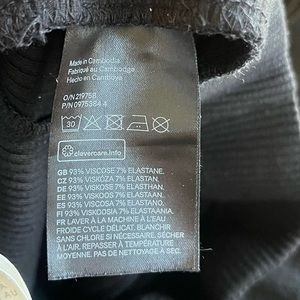 Made in Cambodia
Fabriqué au Cambodge
Hecho en Camboya
O/N 219758
P/N 0975384 4
30
clevercare.info
GB 93% VISCOSE 7% ELASTANE.
CZ 93% VISKÓZA 7% ELASTAN.
DE 93% VISKOSE 7% ELASTHAN.
EE 93% VISKOOS 7% ELASTAAN.
ES 93% VISCOSA 7% ELASTANO.
FI 93% VISKOOSIA 7% ELASTAANIA.
FR LAVER À LA MACHINE À L'EAU
FROIDE CYCLE DÉLICAT. BLANCHIR
SANS CHLORE SI NÉCESSAIRE. SÉCHER
À L'AIR. REPASSER À TEMPÉRATURE
MOYENNE. PAS DE NETTOYAGE À SEC.